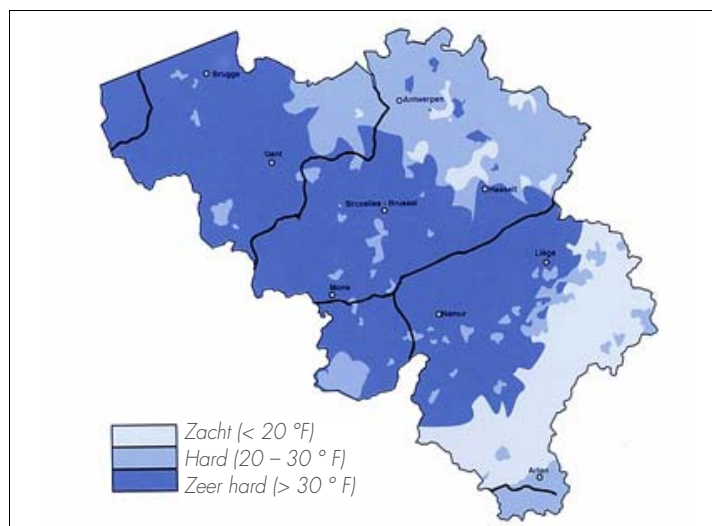 Brugge
Antwerpen
Gent
Hasselt
Bruxelles - Brussel
Liège
Mons
Namur
Arlon
Zacht (< 20 °F)
Hard (20 – 30 ° F)
Zeer hard (> 30 ° F)